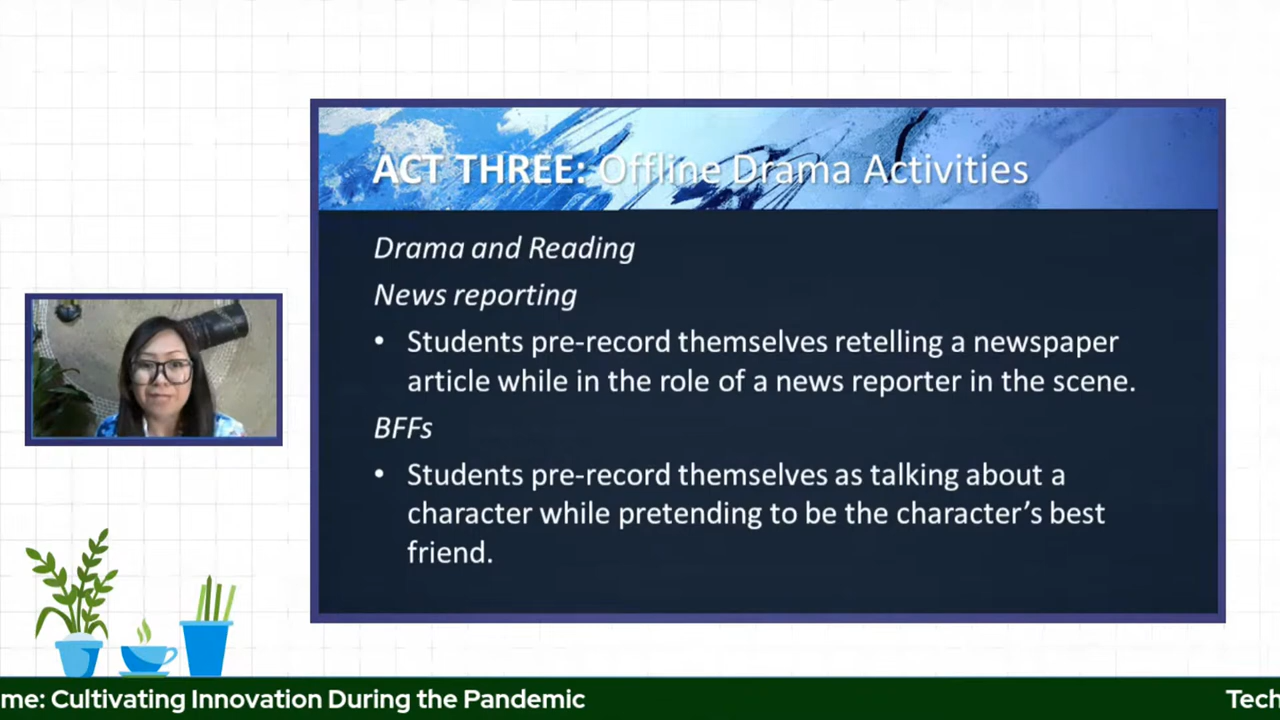 ACT THREE: Offline Drama Activities
Drama and Reading
News reporting
• Students pre-record themselves retelling a newspaper
article while in the role of a news reporter in the scene.
BFFs
• Students pre-record themselves as talking about a
character while pretending to be the character’s best
friend.
me: Cultivating Innovation During the Pandemic
Tech